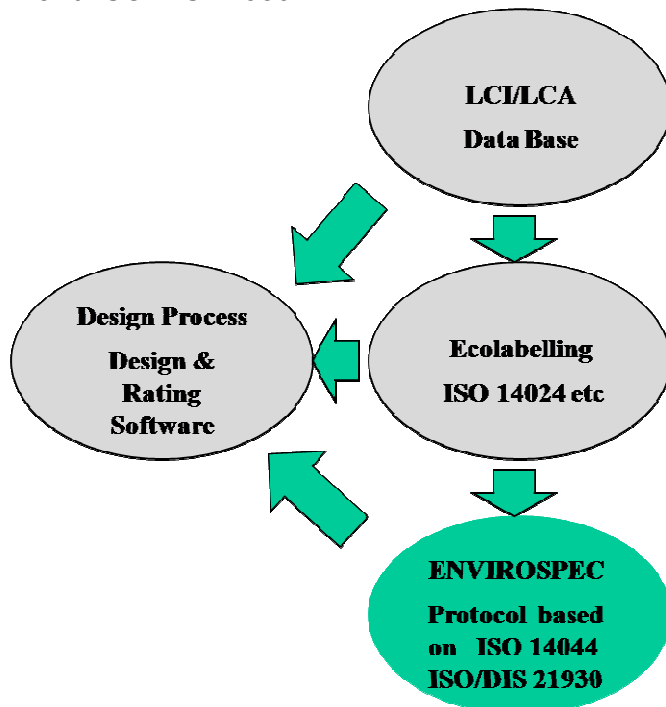 LCI/LCA
Data Base
Design Process
Design &
Rating
Software
Ecolabelling
ISO 14024 etc
ENVIROSPEC
Protocol based
on ISO 14044
ISO/DIS 21930